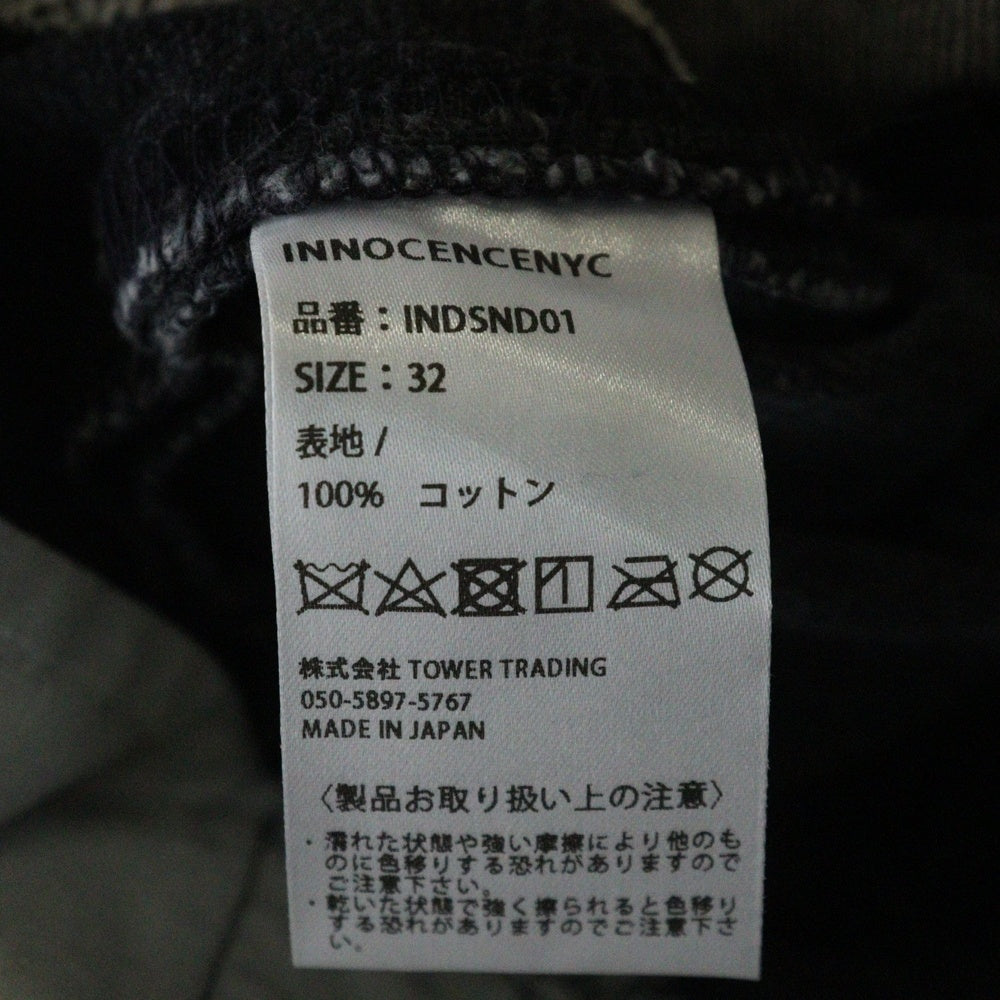 INNOCENCENYC
品番：INDSND01
SIZE：32
表地 /
100%　コットン
株式会社 TOWER TRADING
050-5897-5767
MADE IN JAPAN
〈製品お取り扱い上の注意〉
・濡れた状態や強い摩擦により他のも
のに色移りする恐れがありますので
ご注意下さい。
・乾いた状態で強く擦られると色移り
する恐れがありますのでご注意下さ
い。